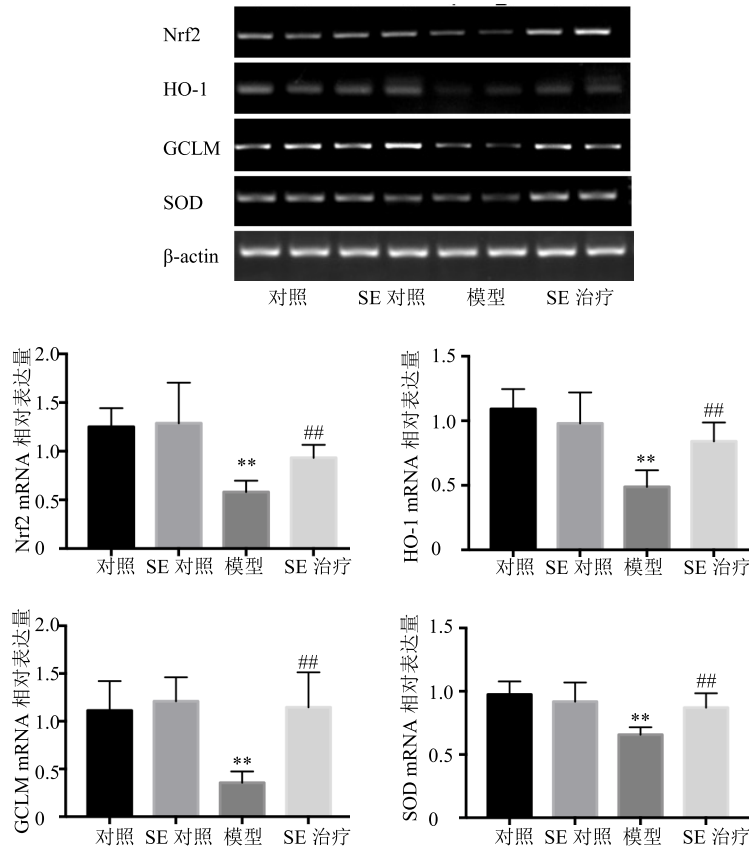 Nrf2
HO-1
GCLM
SOD
β-actin
对照 SE 对照 模型 SE 治疗
Nrf2 mRNA 相对表达量
2.0
1.5
1.0
0.5
0
**
##
对照 SE 对照 模型 SE 治疗
HO-1 mRNA 相对表达量
1.5
1.0
0.5
0
**
##
对照 SE 对照 模型 SE 治疗
GCLM mRNA 相对表达量
2.0
1.5
1.0
0.5
0
**
##
对照 SE 对照 模型 SE 治疗
SOD mRNA 相对表达量
1.5
1.0
0.5
0
**
##
对照 SE 对照 模型 SE 治疗